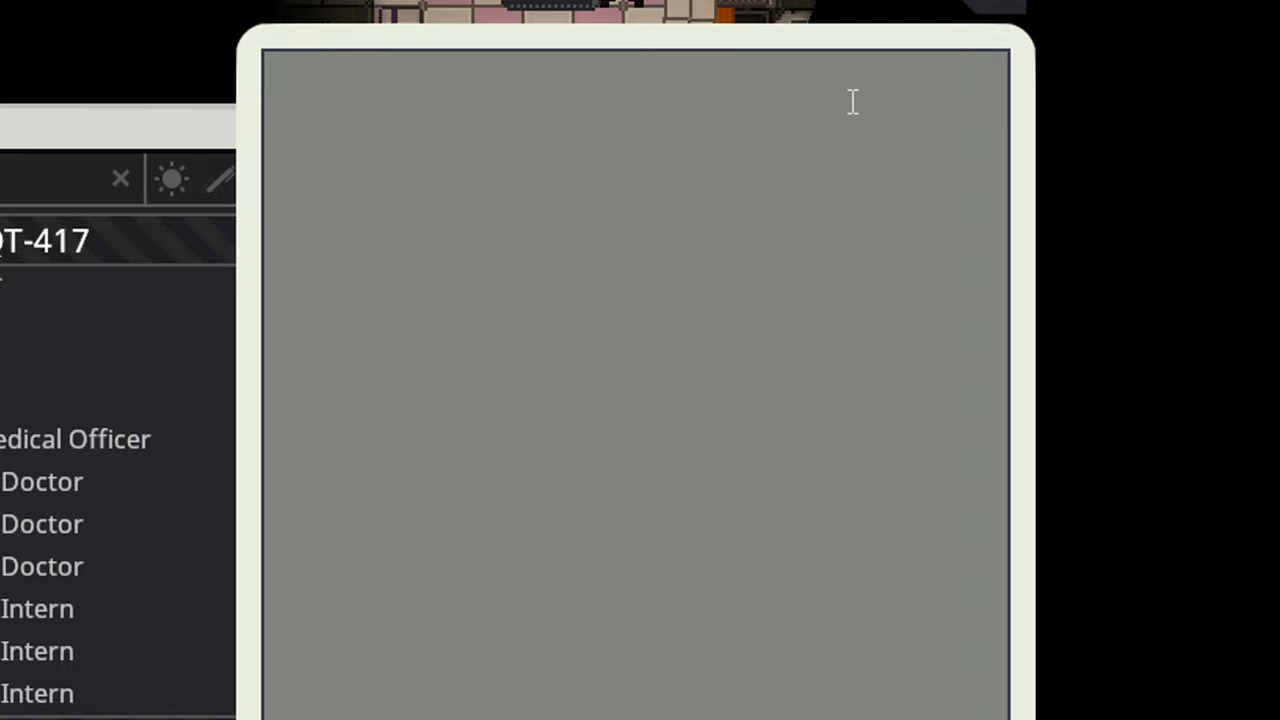 T-417
edical Officer
Doctor
Doctor
Doctor
Intern
Intern
Intern